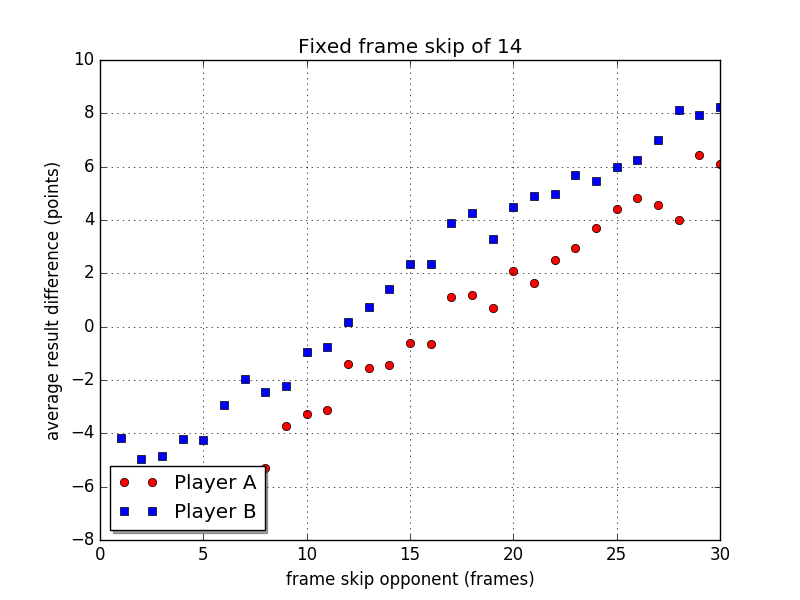 Fixed frame skip of 14
average result difference (points)
10
8
6
4
2
0
−2
−4
−6
−8
Player A
Player B
0 5 10 15 20 25 30
frame skip opponent (frames)